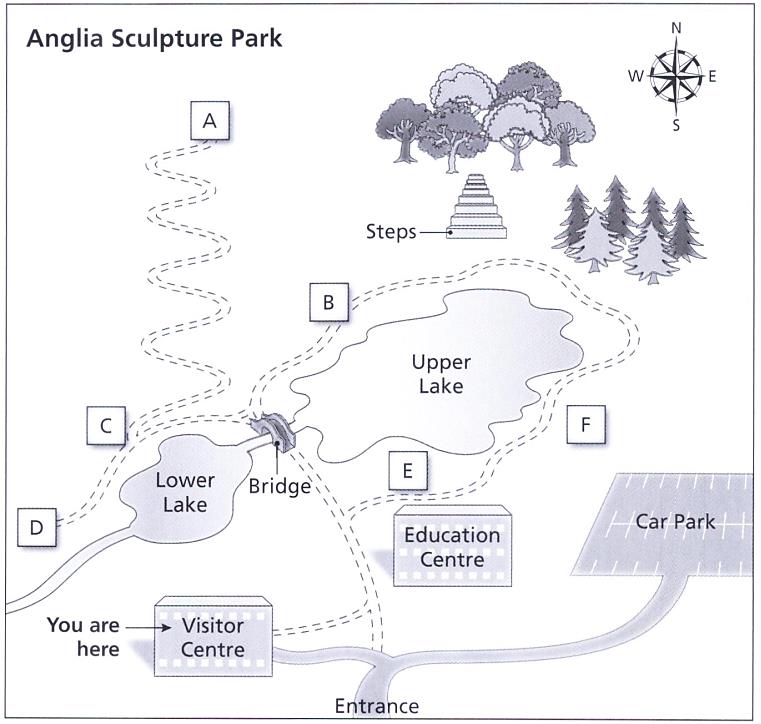 Anglia Sculpture Park
N
W
E
S
A
Steps
B
Upper
Lake
C
F
E
Lower
Lake
Bridge
D
Education
Centre
Car Park
You are
here
Visitor
Centre
Entrance